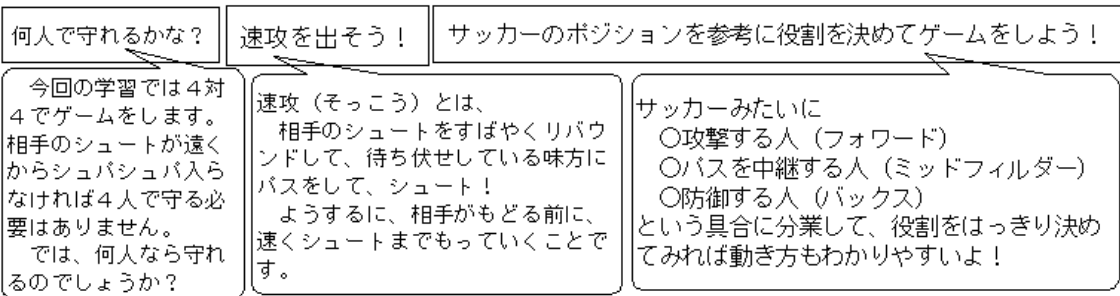 何人で守れるかな？
今回の学習では４対
４でゲームをします。
相手のシュートが遠く
からシュパシュパ入ら
なければ４人で守る必
要はありません。
では、何人なら守れ
るのでしょうか？
速攻を出そう！
速攻（そっこう）とは、
相手のシュートをすばやくリバウ
ンドして、待ち伏せしている味方に
パスをして、シュート！
ようするに、相手がもどる前に、
速くシュートまでもっていくことで
す。
サッカーのポジションを参考に役割を決めてゲームをしよう！
サッカーみたいに
○攻撃する人（フォワード）
○パスを中継する人（ミッドフィルダー）
○防御する人（バックス）
という具合に分業して、役割をはっきり決め
てみれば動き方もわかりやすいよ！